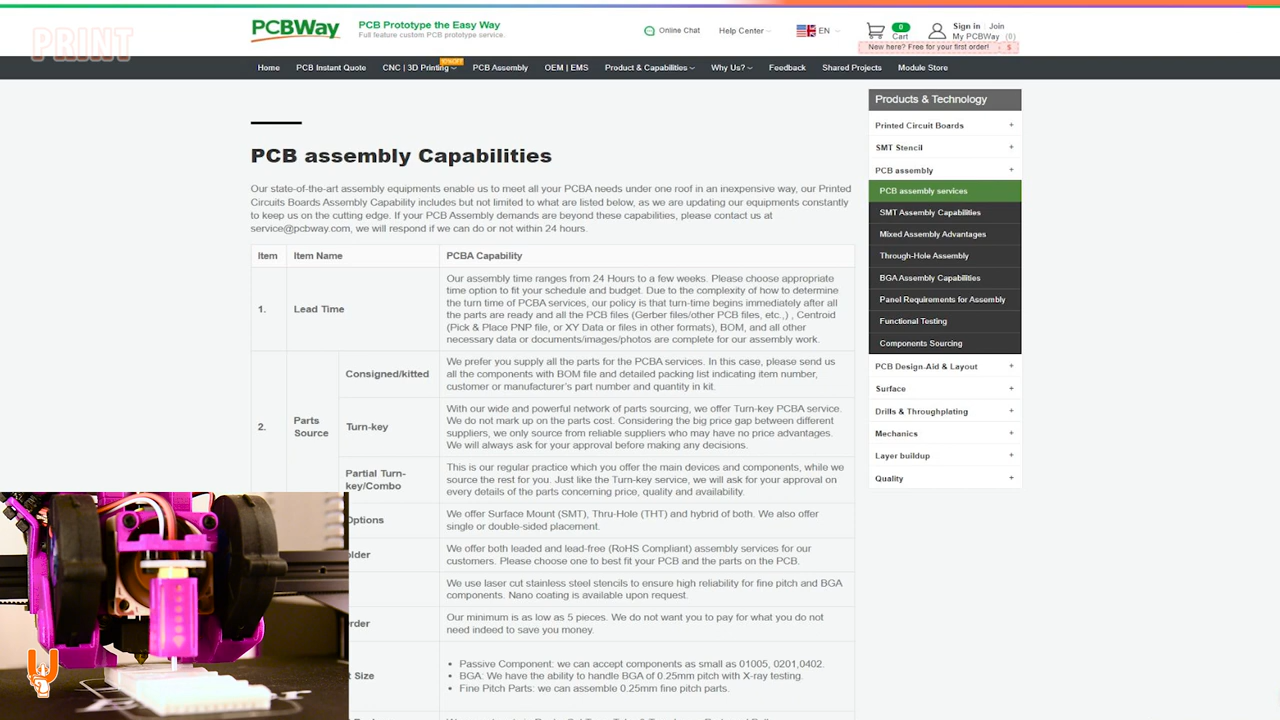 PRINT
PCBWay
PCB Prototype the Easy Way
Full feature custom PCB prototype service.
Online Chat
Help Center
EN
0
Cart
Sign in Join
My PCBWay (0)
New here? Free for your first order! $
Home PCB Instant Quote CNC | 3D Printing PCB Assembly OEM | EMS Product & Capabilities Why Us? Feedback Shared Projects Module Store
PCB assembly Capabilities
Our state-of-the-art assembly equipments enable us to meet all your PCBA needs under one roof in an inexpensive way, our Printed
Circuits Boards Assembly Capability includes but not limited to what are listed below, as we are updating our equipments constantly
to keep us on the cutting edge. If your PCB Assembly demands are beyond these capabilities, please contact us at
service@pcbway.com, we will respond if we can do or not within 24 hours.
Item Item Name PCBA Capability
1. Lead Time
Our assembly time ranges from 24 Hours to a few weeks. Please choose appropriate
time option to fit your schedule and budget. Due to the complexity of how to determine
the turn time of PCBA services, our policy is that turn-time begins immediately after all
the parts are ready and all the PCB files (Gerber files/other PCB files, etc.,) , Centroid
(Pick & Place PNP file, or XY Data or files in other formats), BOM, and all other
necessary data or documents/images/photos are complete for our assembly work.
2. Parts
Source
Consigned/kitted
We prefer you supply all the parts for the PCBA services. In this case, please send us
all the components with BOM file and detailed packing list indicating item number,
customer or manufacturer's part number and quantity in kit.
Turn-key
With our wide and powerful network of parts sourcing, we offer Turn-key PCBA service.
We do not mark up on the parts cost. Considering the big price gap between different
suppliers, we only source from reliable suppliers who may have no price advantages.
We will always ask for your approval before making any decisions.
Partial Turn-
key/Combo
This is our regular practice which you offer the main devices and components, while we
source the rest for you. Just like the Turn-key service, we will ask for your approval on
every details of the parts concerning price, quality and availability.
Options
We offer Surface Mount (SMT), Thru-Hole (THT) and hybrid of both. We also offer
single or double-sided placement.
older
We offer both leaded and lead-free (RoHS Compliant) assembly services for our
customers. Please choose one to best fit your PCB and the parts on the PCB.
We use laser cut stainless steel stencils to ensure high reliability for fine pitch and BGA
components. Nano coating is available upon request.
rder
Our minimum is as low as 5 pieces. We do not want you to pay for what you do not
need indeed to save you money.
t Size
• Passive Component: we can accept components as small as 01005, 0201,0402.
• BGA: We have the ability to handle BGA of 0.25mm pitch with X-ray testing.
• Fine Pitch Parts: we can assemble 0.25mm fine pitch parts.
Products & Technology
Printed Circuit Boards +
SMT Stencil +
PCB assembly +
PCB assembly services
SMT Assembly Capabilities
Mixed Assembly Advantages
Through-Hole Assembly
BGA Assembly Capabilities
Panel Requirements for Assembly
Functional Testing
Components Sourcing
PCB Design-Aid & Layout +
Surface +
Drills & Throughplating +
Mechanics +
Layer buildup +
Quality +